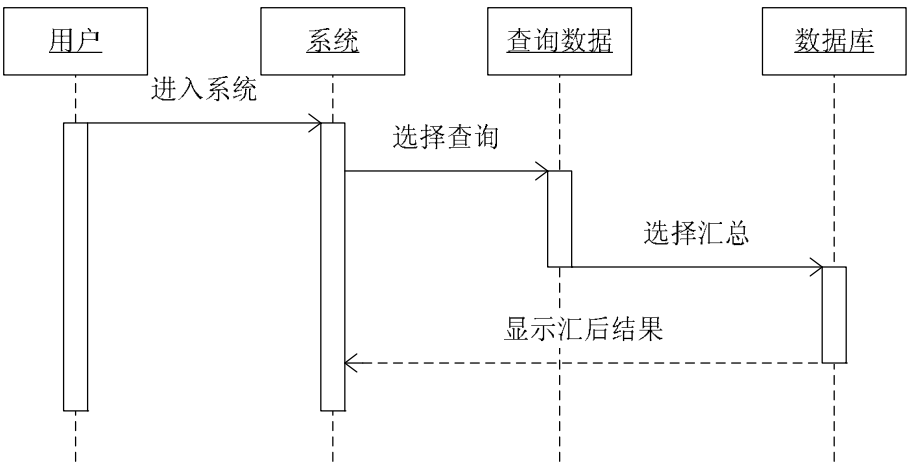 用户
系统
查询数据
数据库
进入系统
选择查询
选择汇总
显示汇后结果